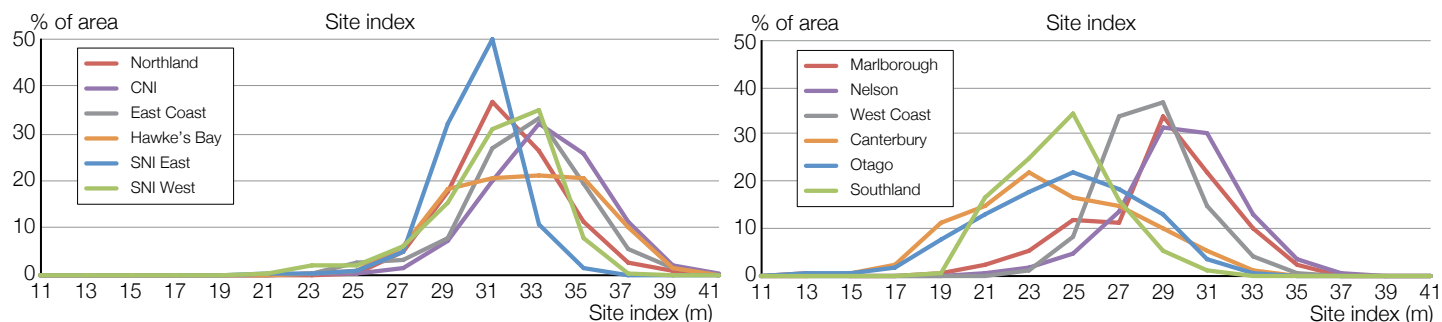 % of area
Site index
50
40
30
20
10
0
Northland
CNI
East Coast
Hawke's Bay
SNI East
SNI West
11 13 15 17 19 21 23 25 27 29 31 33 35 37 39 41
Site index (m)
% of area
Site index
50
40
30
20
10
0
Marlborough
Nelson
West Coast
Canterbury
Otago
Southland
11 13 15 17 19 21 23 25 27 29 31 33 35 37 39 41
Site index (m)